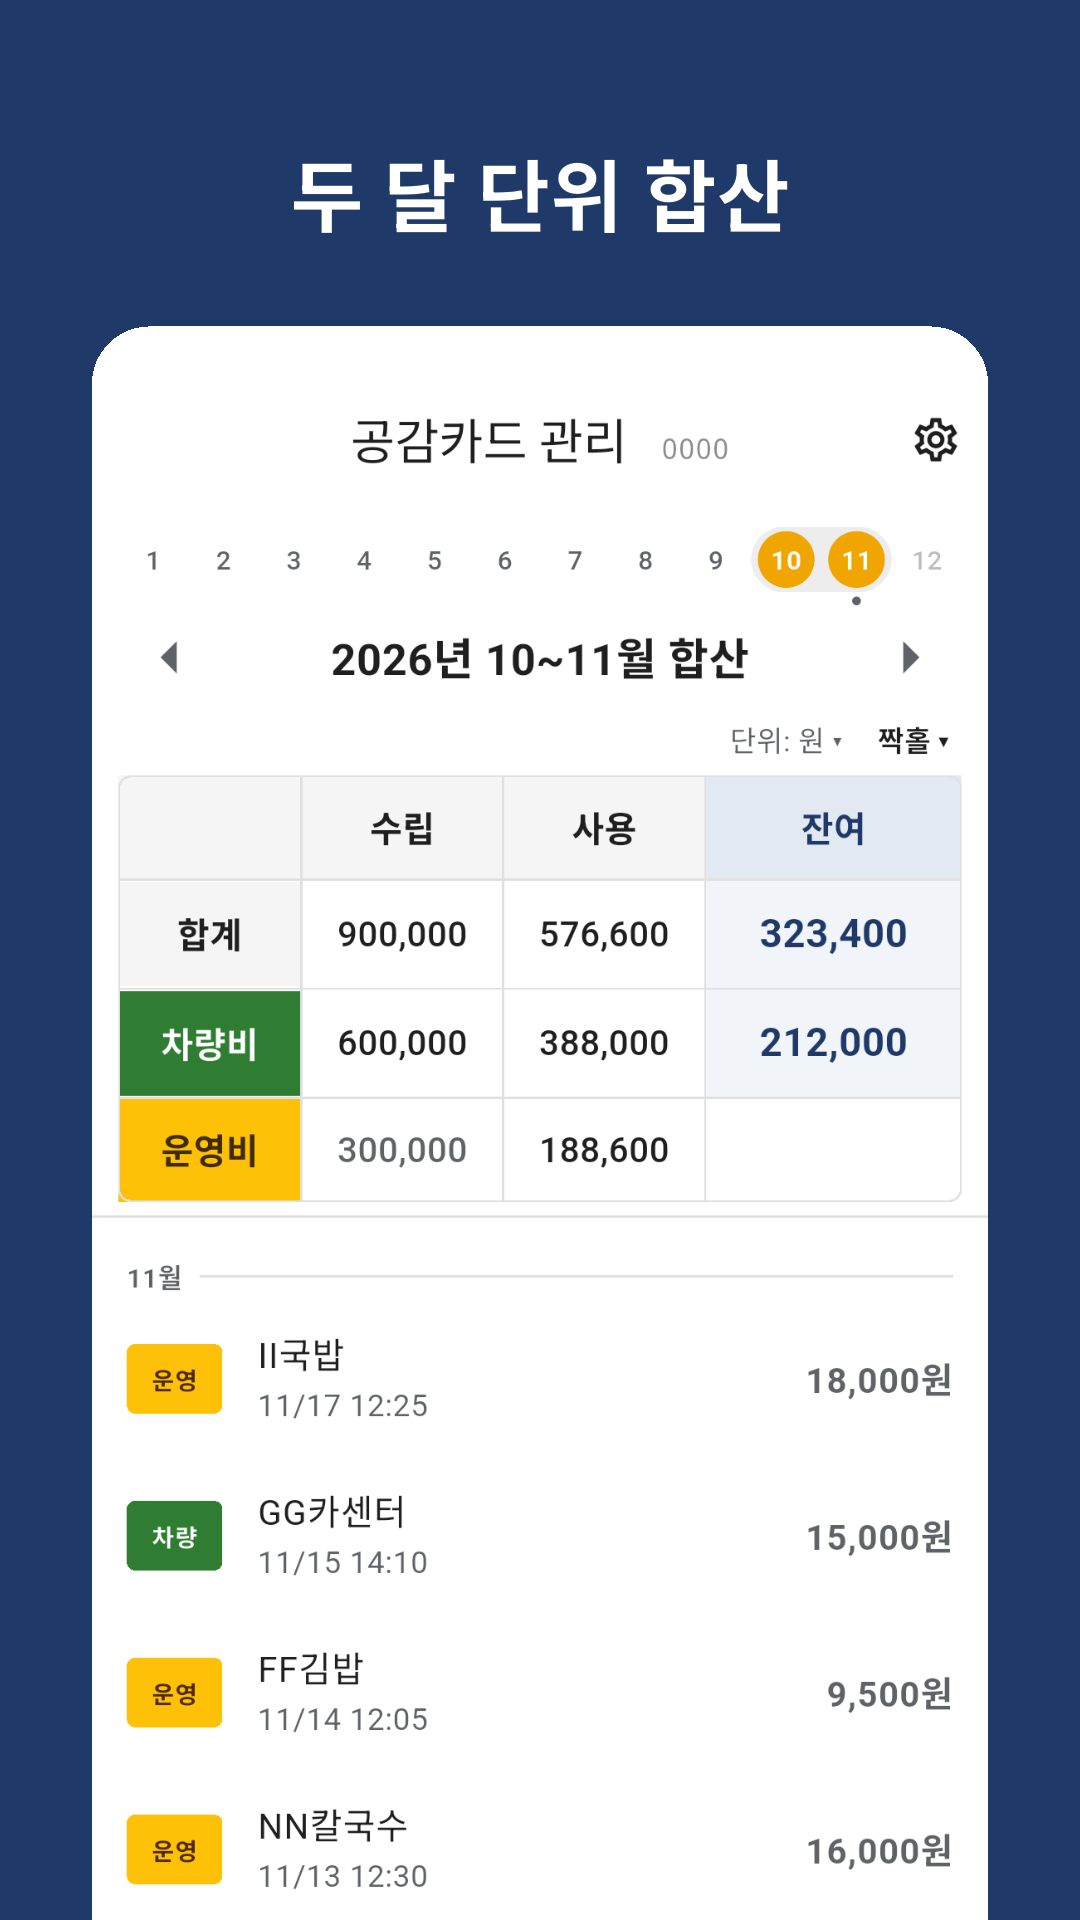 두 달 단위 합산
공감카드 관리 0000
1 2 3 4 5 6 7 8 9 10 11 12
2026년 10~11월 합산
단위: 원 ▾ 짝홀 ▾
수립 사용 잔여
합계 900,000 576,600 323,400
차량비 600,000 388,000 212,000
운영비 300,000 188,600
11월
운영 II국밥 18,000원
11/17 12:25
차량 GG카센터 15,000원
11/15 14:10
운영 FF김밥 9,500원
11/14 12:05
운영 NN칼국수 16,000원
11/13 12:30